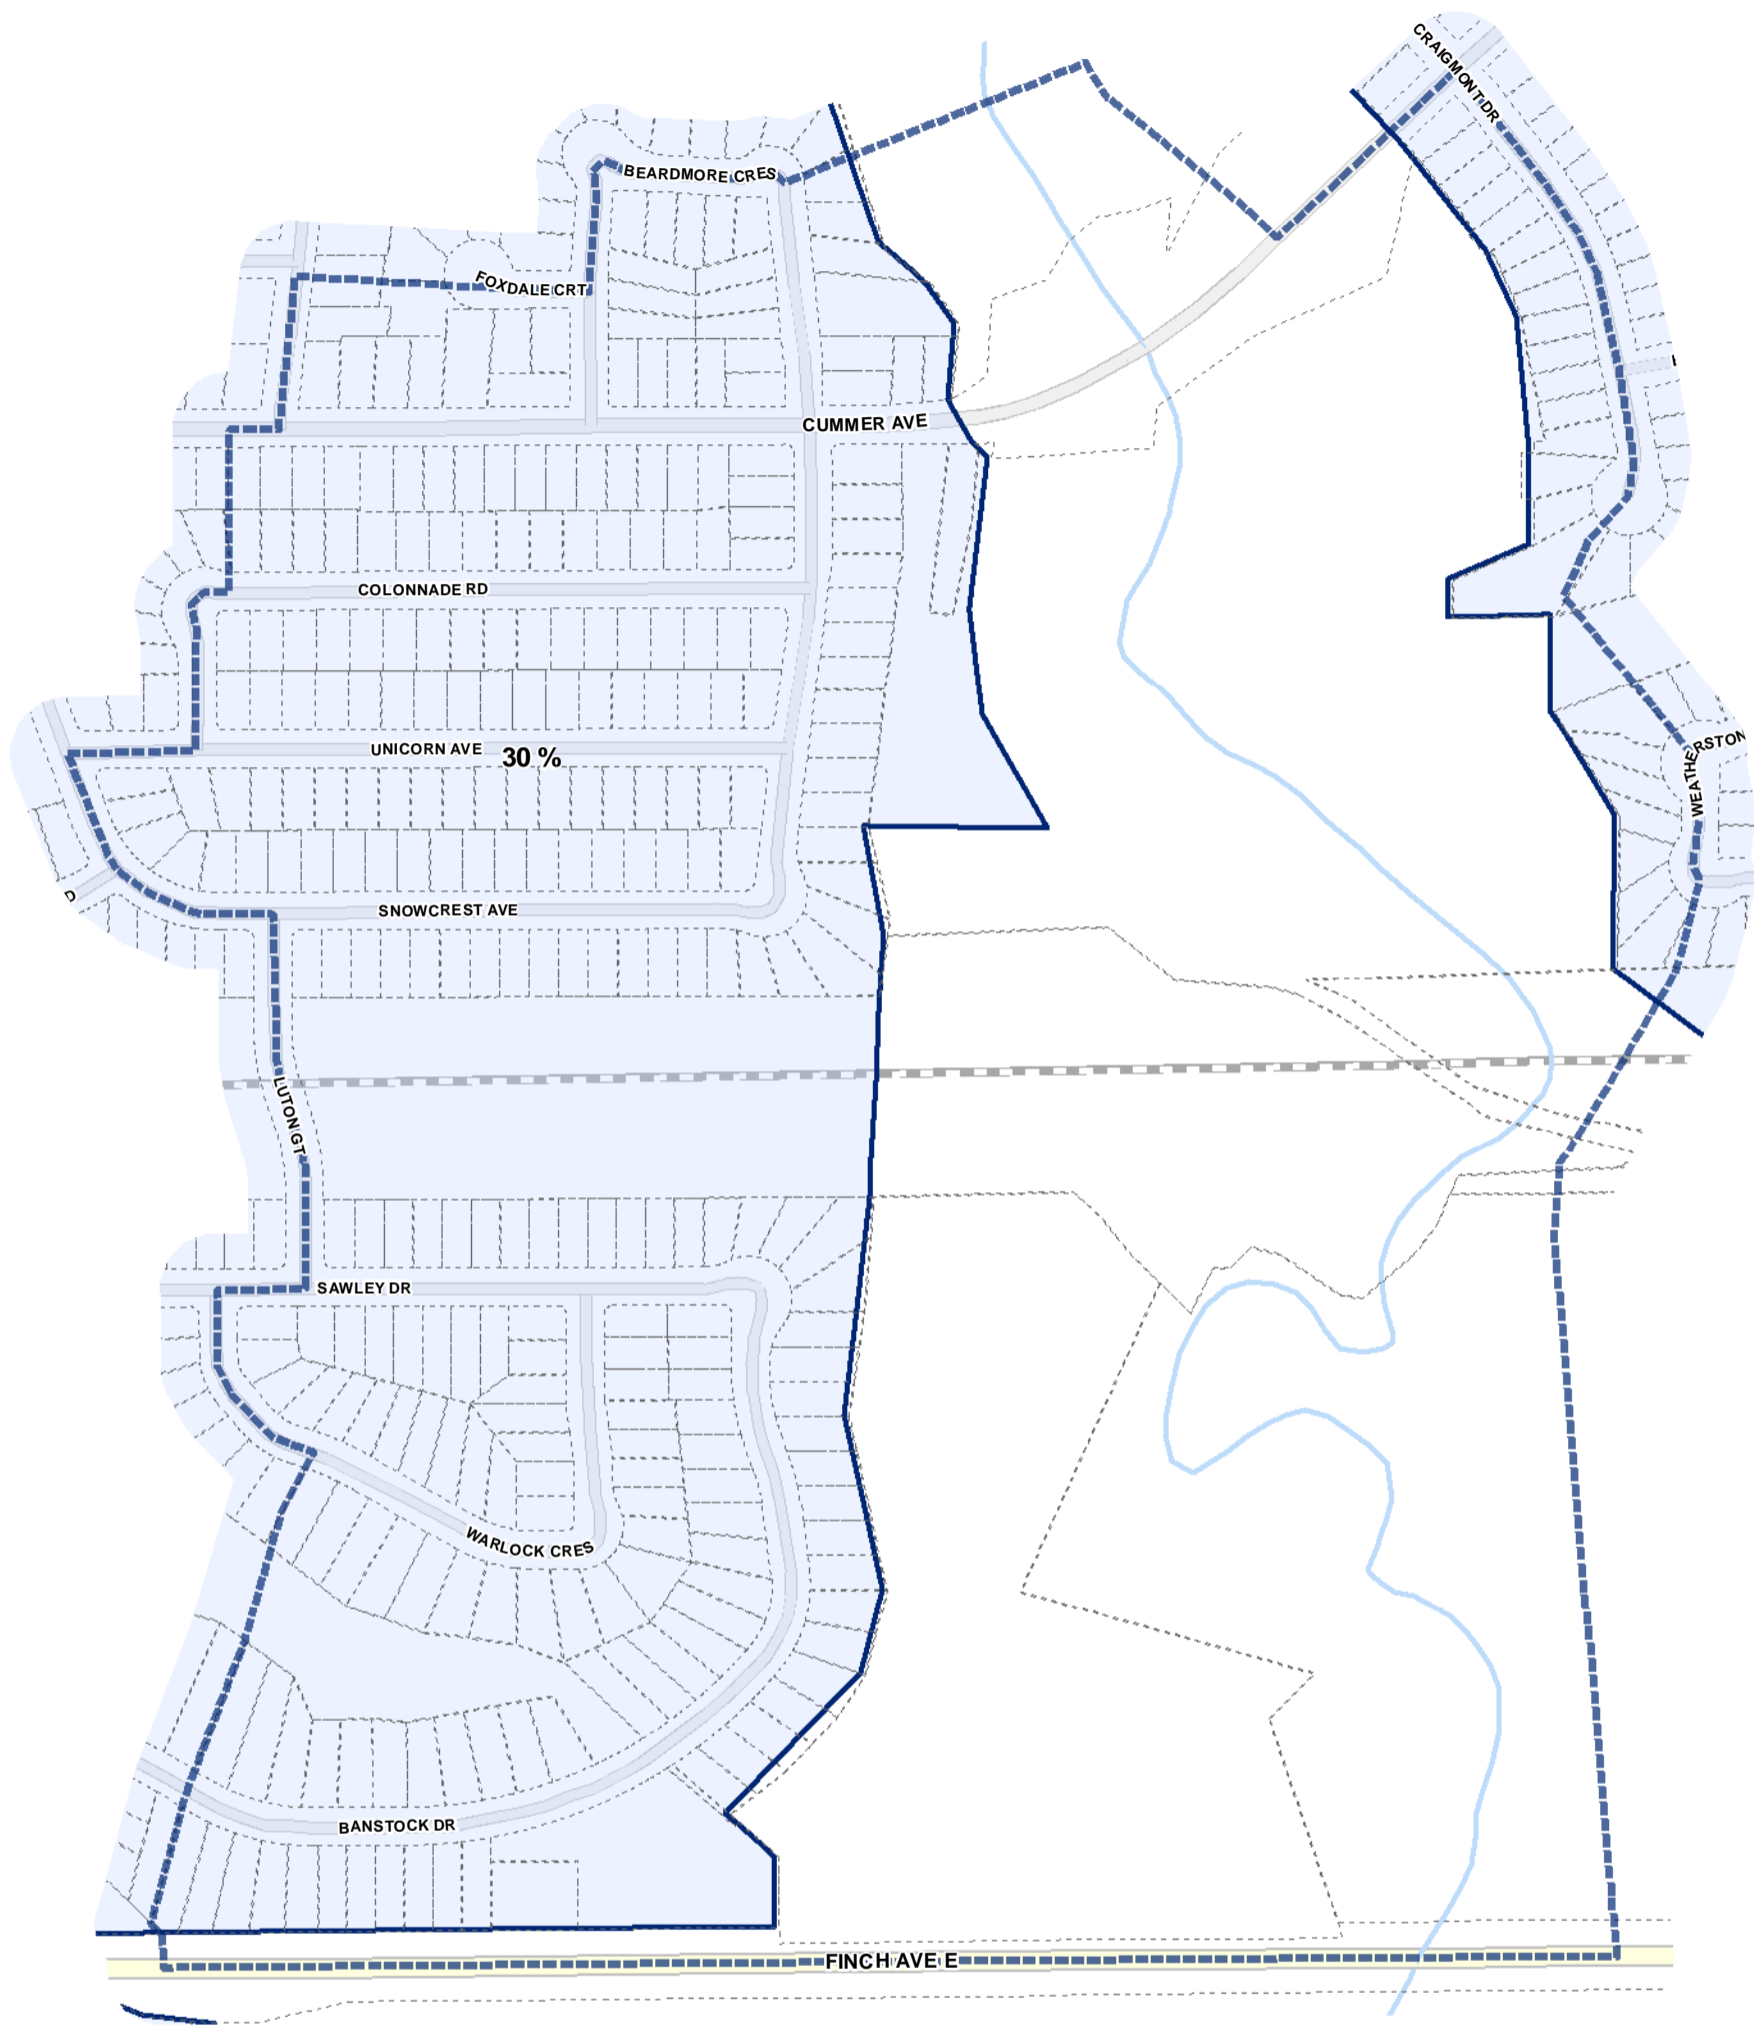 CRAIGMONT DR
BEARDMORE CRES
FOXDALE CRT
CUMMER AVE
COLONNADE RD
WEATHERSTON
UNICORN AVE
30 %
SNOWCREST AVE
LUTON GT
SAWLEY DR
WARLOCK CRES
BANSTOCK DR
FINCH AVE E